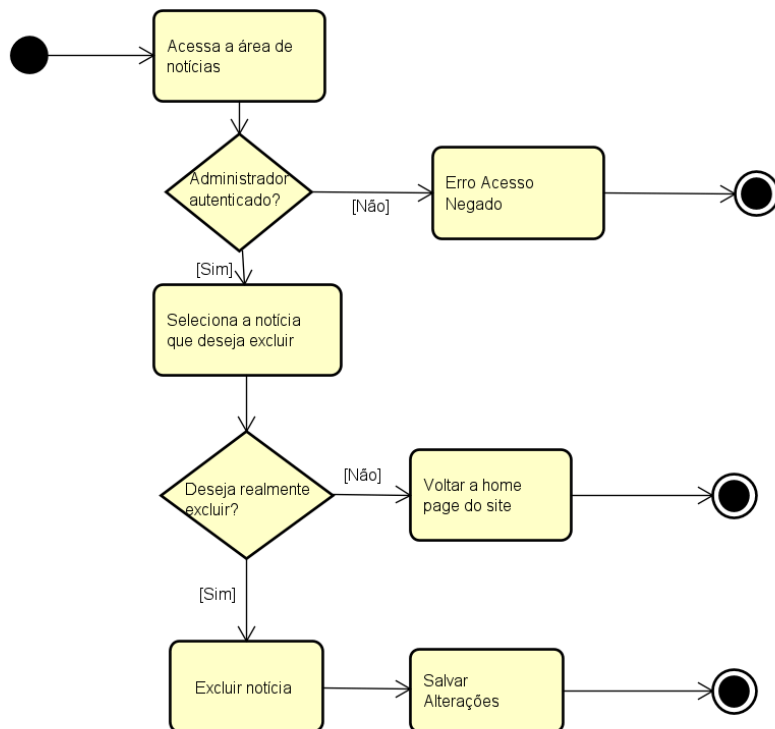 Acessa a área de
notícias
Administrador
autenticado?
[Não]
Erro Acesso
Negado
[Sim]
Seleciona a notícia
que deseja excluir
Deseja realmente
excluir?
[Não]
Voltar a home
page do site
[Sim]
Excluir notícia
Salvar
Alterações